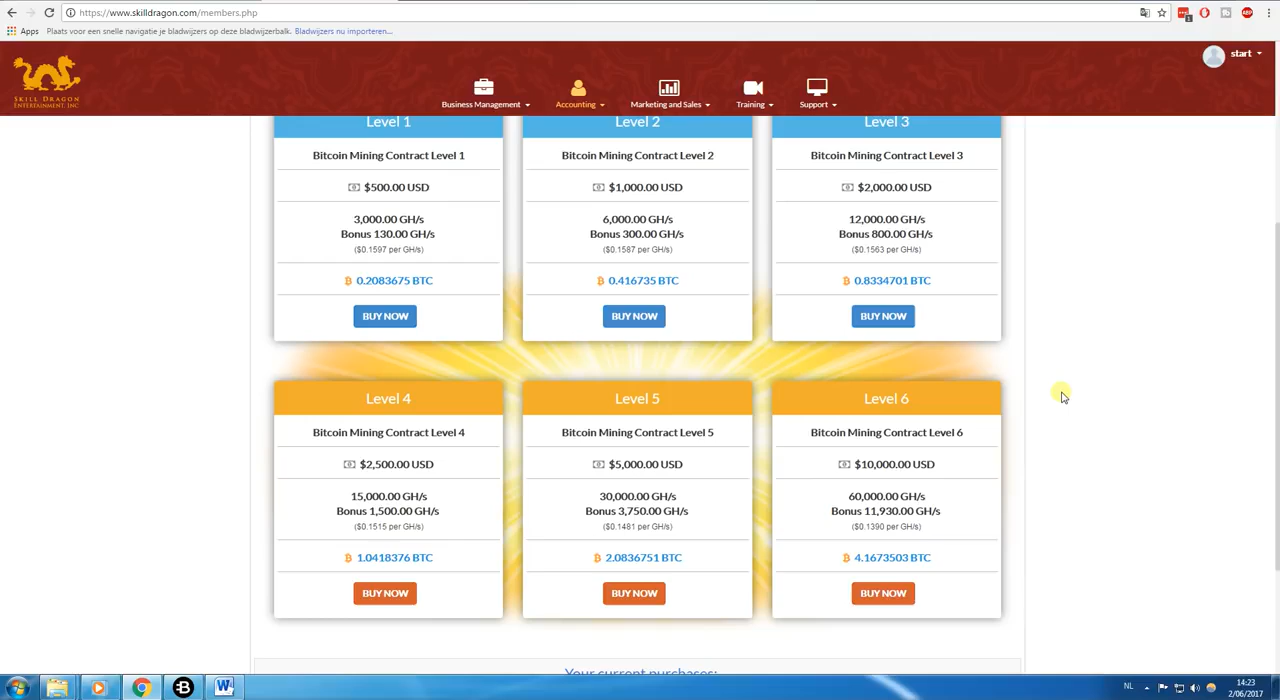 https://www.skilldragon.com/members.php
Apps Plaats voor een snelle navigatie je bladwijzers op deze bladwijzerbalk. Bladwijzers nu importeren...
1
ABP
SKILL DRAGON
ENTERTAINMENT, INC
Business Management
Accounting
Marketing and Sales
Training
Support
start
Level 1
Bitcoin Mining Contract Level 1
$500.00 USD
3,000.00 GH/s
Bonus 130.00 GH/s
($0.1597 per GH/s)
0.2083675 BTC
BUY NOW
Level 2
Bitcoin Mining Contract Level 2
$1,000.00 USD
6,000.00 GH/s
Bonus 300.00 GH/s
($0.1587 per GH/s)
0.416735 BTC
BUY NOW
Level 3
Bitcoin Mining Contract Level 3
$2,000.00 USD
12,000.00 GH/s
Bonus 800.00 GH/s
($0.1563 per GH/s)
0.8334701 BTC
BUY NOW
Level 4
Bitcoin Mining Contract Level 4
$2,500.00 USD
15,000.00 GH/s
Bonus 1,500.00 GH/s
($0.1515 per GH/s)
1.0418376 BTC
BUY NOW
Level 5
Bitcoin Mining Contract Level 5
$5,000.00 USD
30,000.00 GH/s
Bonus 3,750.00 GH/s
($0.1481 per GH/s)
2.0836751 BTC
BUY NOW
Level 6
Bitcoin Mining Contract Level 6
$10,000.00 USD
60,000.00 GH/s
Bonus 11,930.00 GH/s
($0.1390 per GH/s)
4.1673503 BTC
BUY NOW
Your current purchases:
NL
14:23
2/06/2017